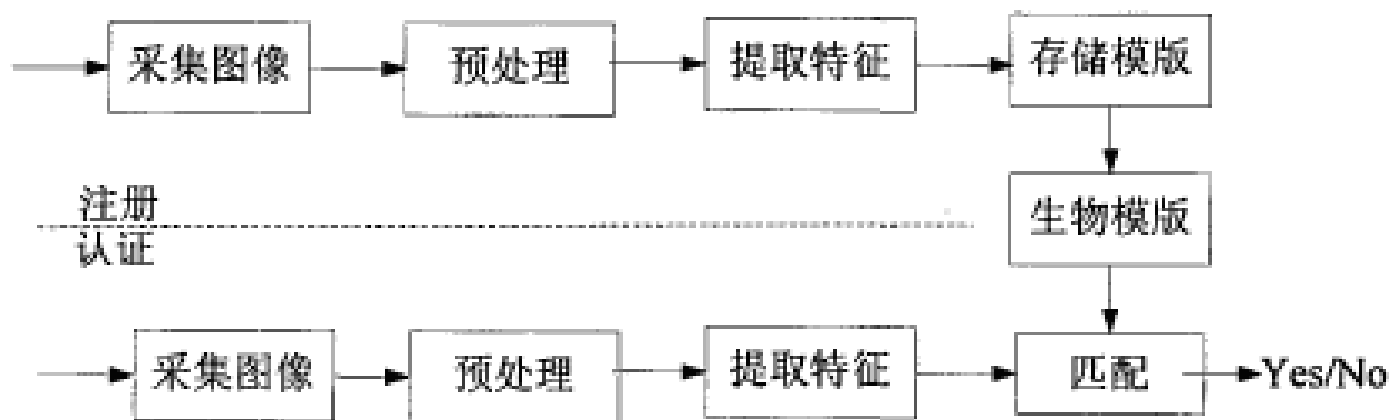 采集图像 预处理 提取特征 存储模版
注册
认证
生物模版
采集图像 预处理 提取特征 匹配 Yes/No